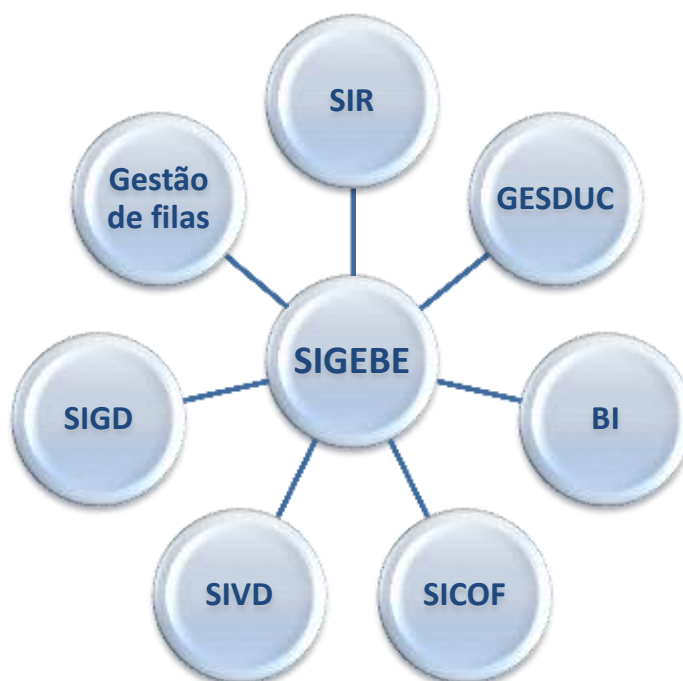 SIR
Gestão
de filas
GESDUC
SIGEBE
SIGD
BI
SIVD
SICOF